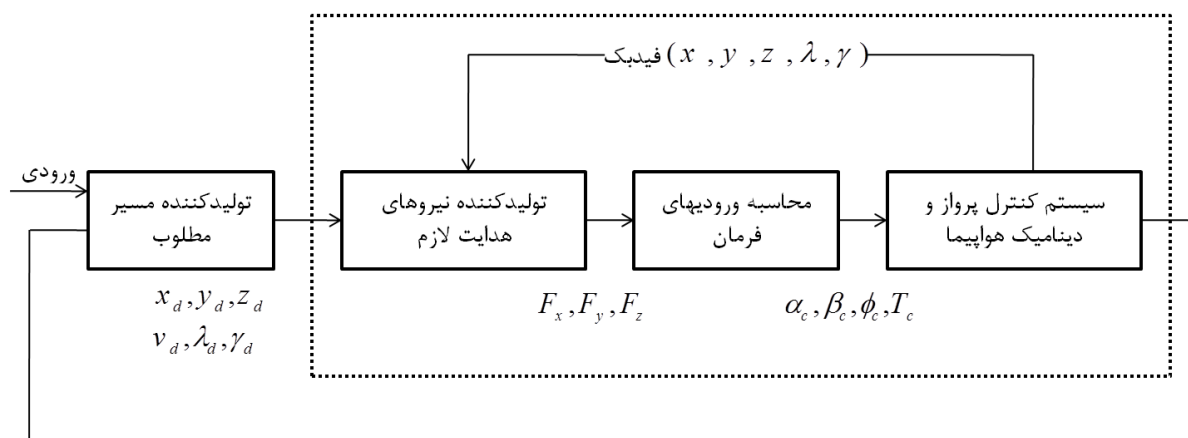 فیدبک ( x , y , z , λ , γ )
ورودی
تولیدکننده مسیر
مطلوب
تولیدکننده نیروهای
هدایت لازم
محاسبه ورودیهای
فرمان
سیستم کنترل پرواز و
دینامیک هواپیما
x_d , y_d , z_d
v_d , λ_d , γ_d
F_x , F_y , F_z
α_c , β_c , ϕ_c , T_c